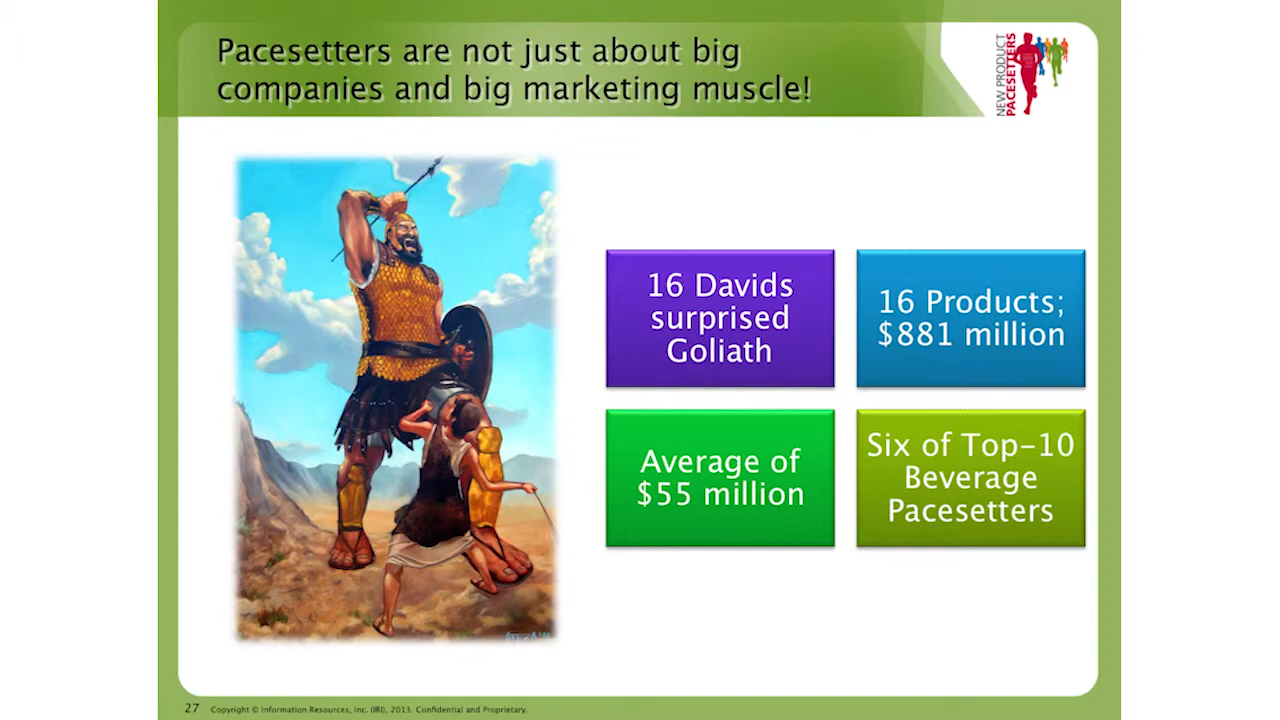 Pacesetters are not just about big
companies and big marketing muscle!
NEW PRODUCT
PACESETTERS
16 Davids
surprised
Goliath
16 Products;
$881 million
Average of
$55 million
Six of Top-10
Beverage
Pacesetters
27 Copyright © Information Resources, Inc. (IRI), 2013. Confidential and Proprietary.